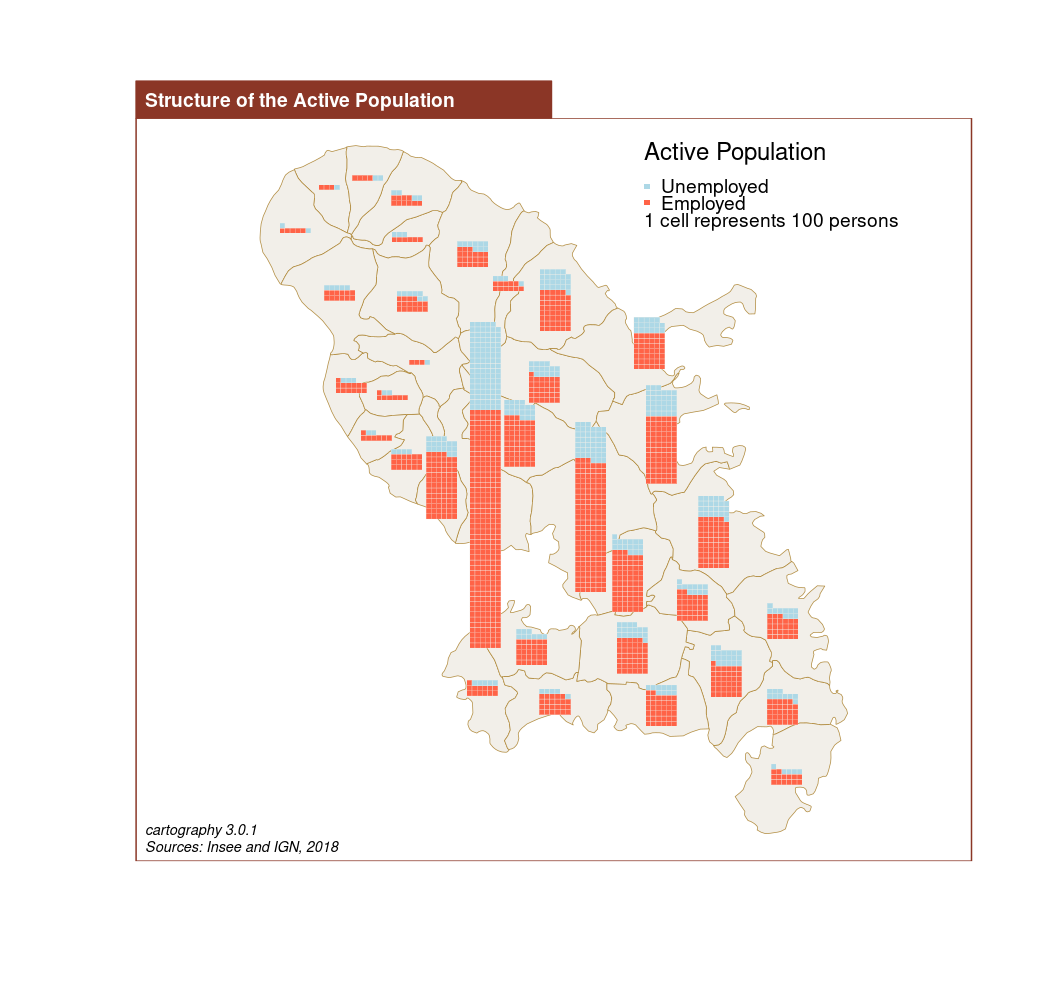 Structure of the Active Population
Active Population
Unemployed
Employed
1 cell represents 100 persons
cartography 3.0.1
Sources: Insee and IGN, 2018